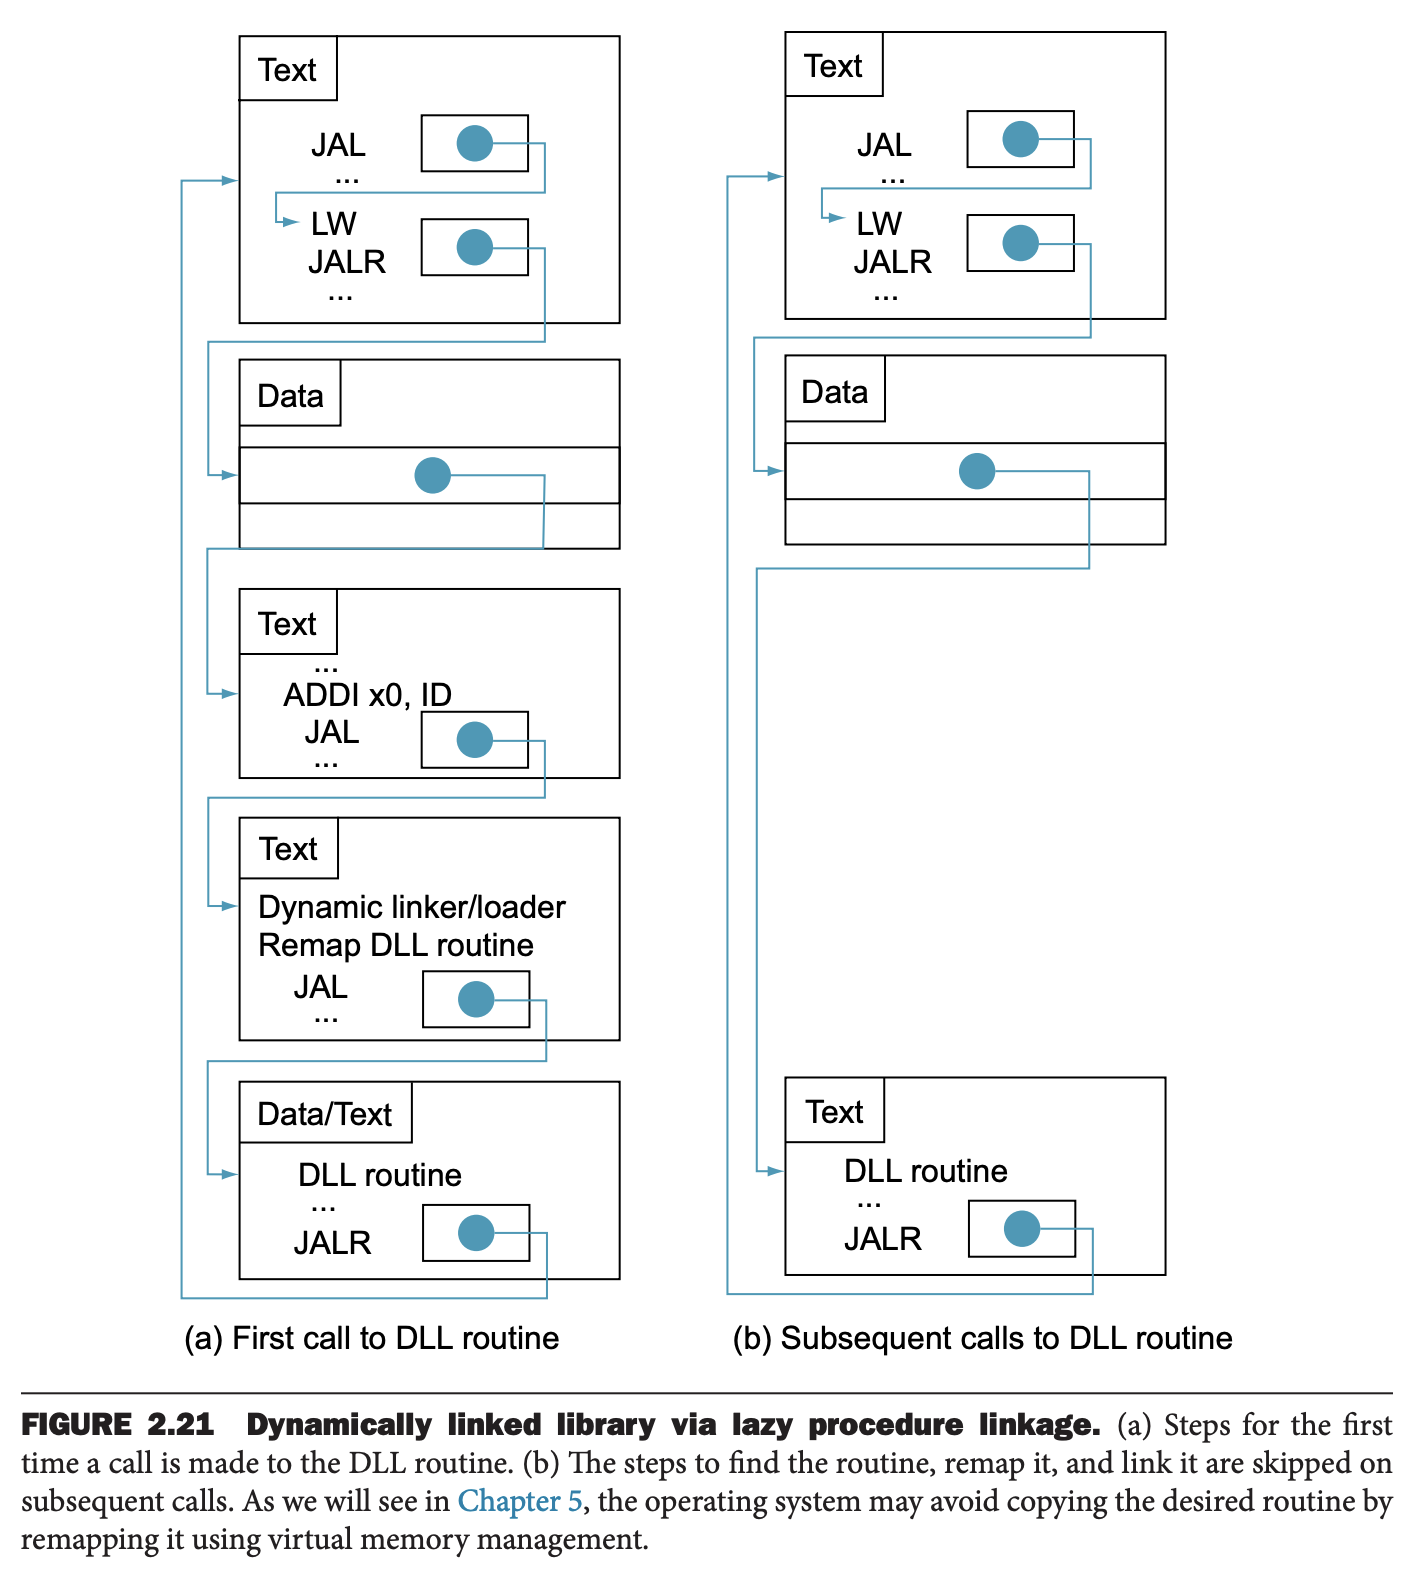 Text
JAL
...
LW
JALR
...
Data
Text
...
ADDI x0, ID
JAL
...
Text
Dynamic linker/loader
Remap DLL routine
JAL
...
Data/Text
DLL routine
...
JALR
(a) First call to DLL routine
Text
JAL
...
LW
JALR
...
Data
Text
DLL routine
...
JALR
(b) Subsequent calls to DLL routine
FIGURE 2.21 Dynamically linked library via lazy procedure linkage. (a) Steps for the first
time a call is made to the DLL routine. (b) The steps to find the routine, remap it, and link it are skipped on
subsequent calls. As we will see in Chapter 5, the operating system may avoid copying the desired routine by
remapping it using virtual memory management.